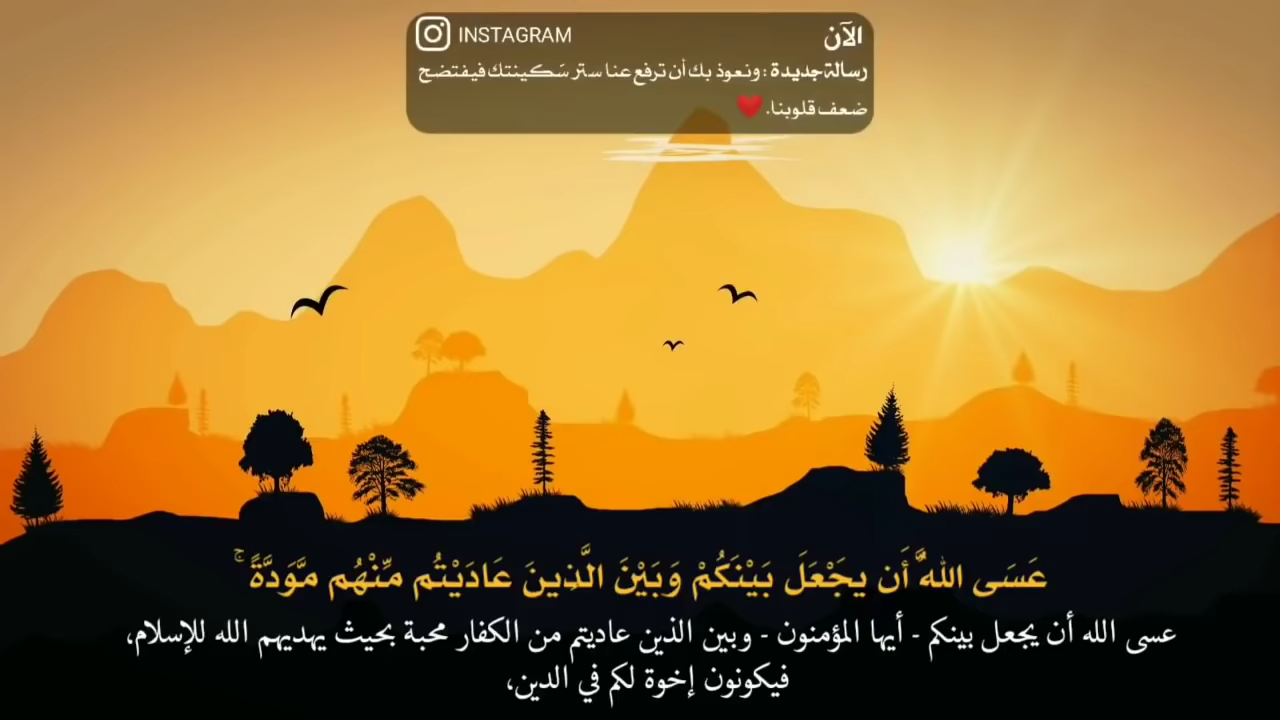 INSTAGRAM الآن
رسالة جديدة : ونعوذ بك أن ترفع عنا ستر سَكينتك فيفتضح
ضعف قلوبنا. ❤️
عَسَى اللَّهُ أَن يَجْعَلَ بَيْنَكُمْ وَبَيْنَ الَّذِينَ عَادَيْتُم مِّنْهُم مَّوَدَّةً ۚ
عسى الله أن يجعل بينكم - أيها المؤمنون - وبين الذين عاديتم من الكفار محبة بحيث يهديهم الله للإسلام،
فيكونون إخوة لكم في الدين،